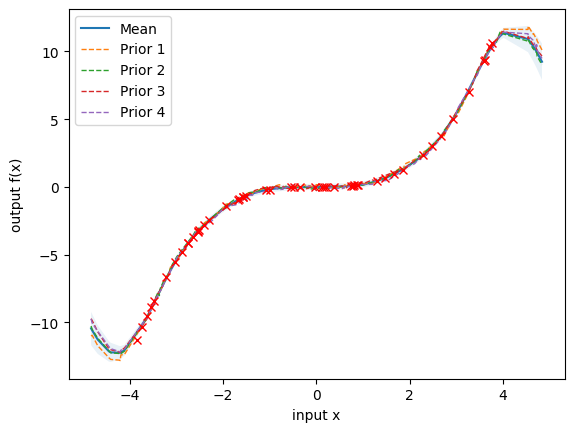 Mean
Prior 1
Prior 2
Prior 3
Prior 4
10
5
0
−5
−10
output f(x)
−4 −2 0 2 4
input x